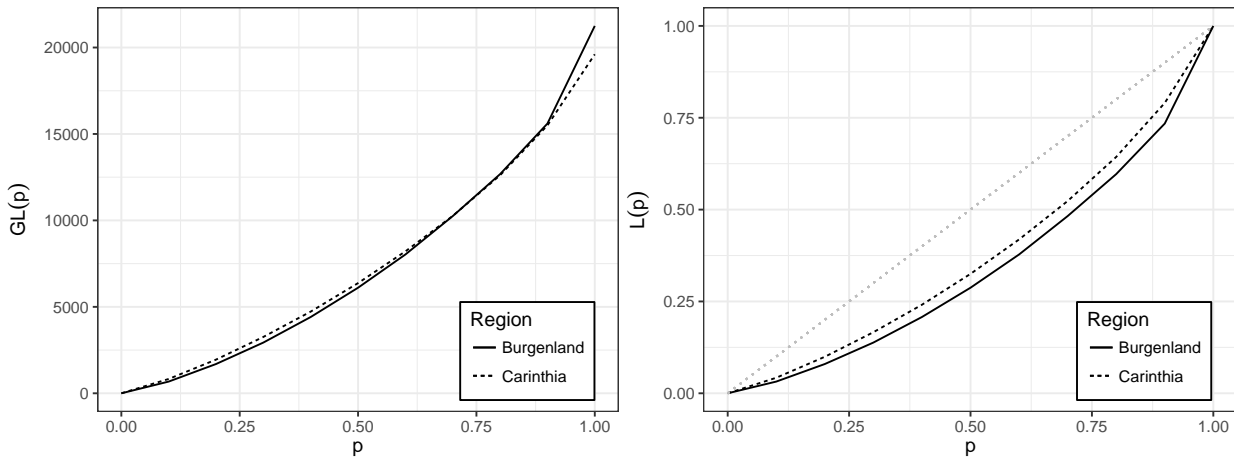 20000
15000
10000
5000
0
GL(p)
0.00 0.25 0.50 0.75 1.00
p
Region
Burgenland
Carinthia
1.00
0.75
0.50
0.25
0.00
L(p)
0.00 0.25 0.50 0.75 1.00
p
Region
Burgenland
Carinthia